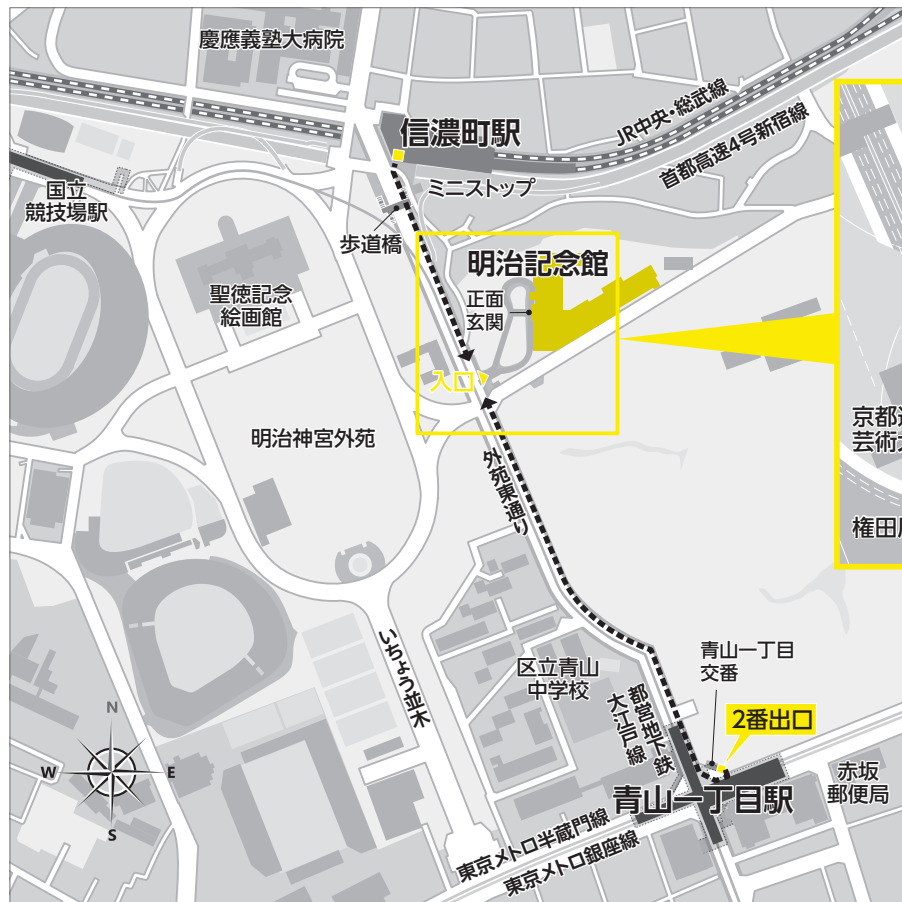 慶應義塾大病院
JR中央・総武線
首都高速4号新宿線
信濃町駅
ミニストップ
国立
競技場駅
歩道橋
明治記念館
正面
玄関
聖徳記念
絵画館
入口
明治神宮外苑
外苑東通り
京都造
芸術大
権田原
いちょう並木
区立青山
中学校
青山一丁目
交番
2番出口
都営地下鉄
大江戸線
青山一丁目駅
赤坂
郵便局
東京メトロ半蔵門線
東京メトロ銀座線
N
W
E
S